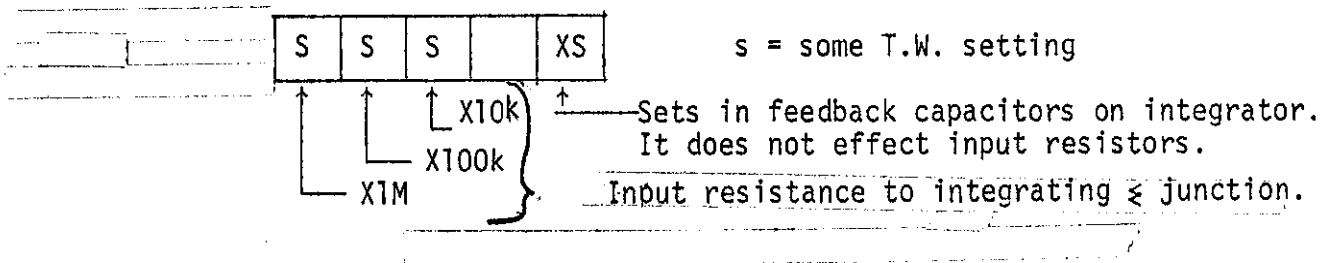 S S S XS s = some T.W. setting
X10k Sets in feedback capacitors on integrator.
X100k It does not effect input resistors.
X1M Input resistance to integrating ≶ junction.